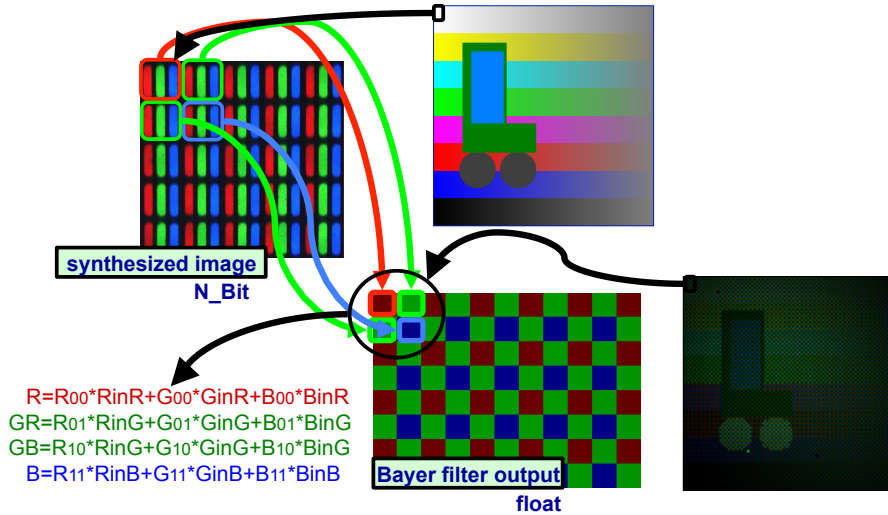 synthesized image
N_Bit
R=R00*RinR+G00*GinR+B00*BinR
GR=R01*RinG+G01*GinG+B01*BinG
GB=R10*RinG+G10*GinG+B10*BinG
B=R11*RinB+G11*GinB+B11*BinB
Bayer filter output
float